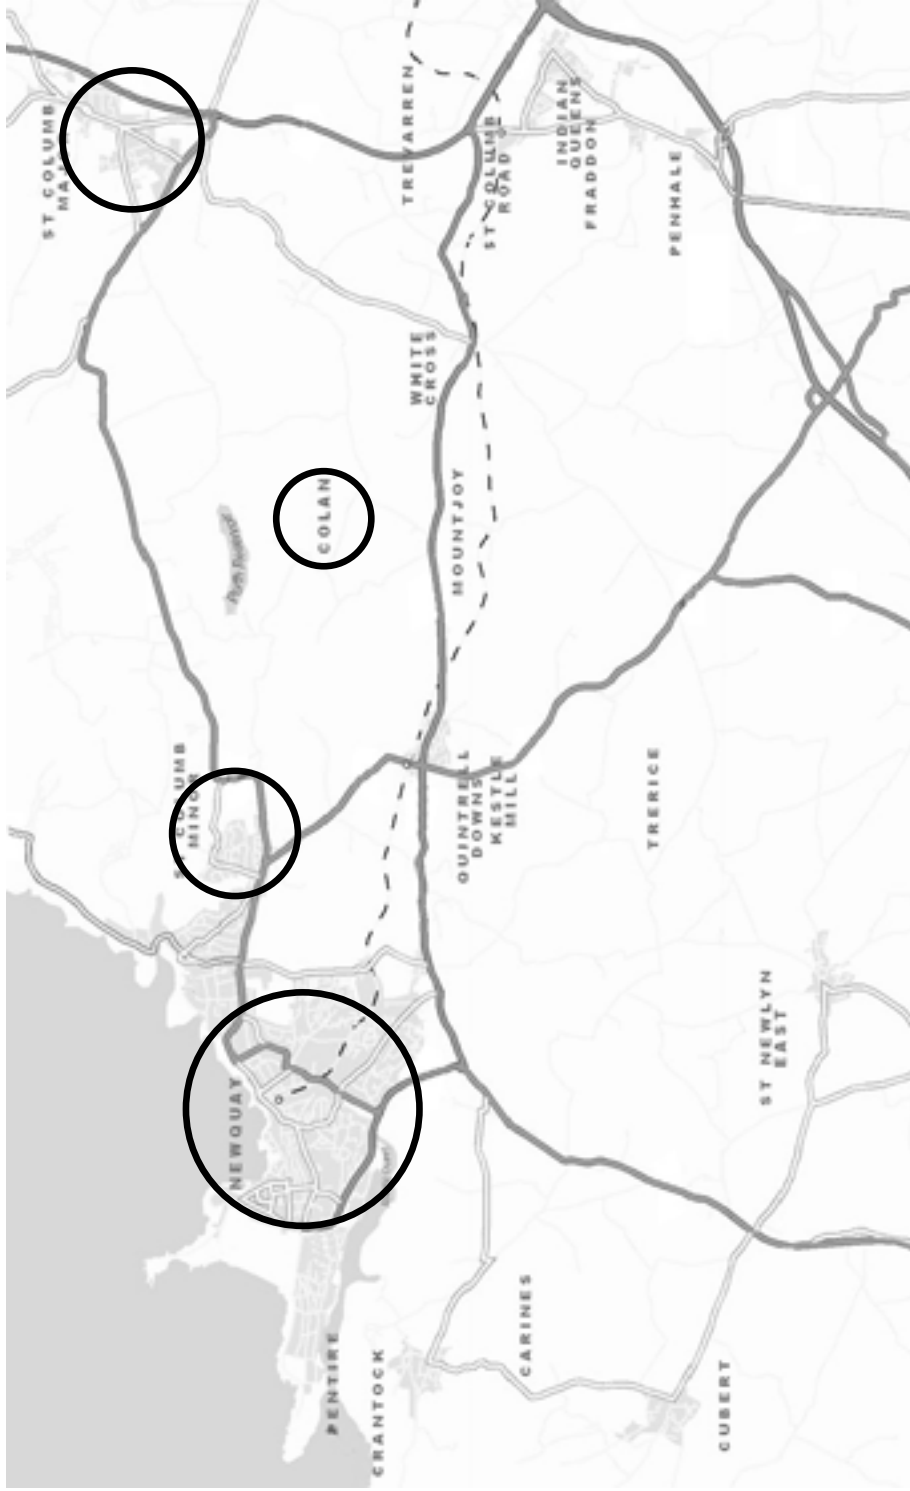 ST COLUMB
MAJOR
ST COLUMB
MINOR
NEWQUAY
COLAN
PENTIRE
CRANTOCK
TREVARREN
WHITE
CROSS
MOUNTJOY
QUINTRELL
DOWNS
KESTLE
MILL
ST COLUMB
ROAD
CARINES
INDIAN
QUEENS
FRADDON
TRERICE
PENHALE
CUBERT
ST NEWLYN
EAST